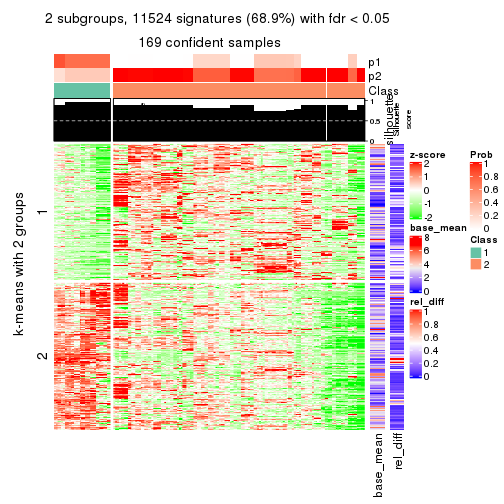 2 subgroups, 11524 signatures (68.9%) with fdr < 0.05
169 confident samples
p1
p2
Class
silhouette
Silhouette
score
1
0.5
0
k-means with 2 groups
1
2
base_mean
rel_diff
z-score
2
1
0
-1
-2
base_mean
8
6
4
2
0
rel_diff
1
0.8
0.6
0.4
0.2
0
Prob
1
0.8
0.6
0.4
0.2
0
Class
1
2